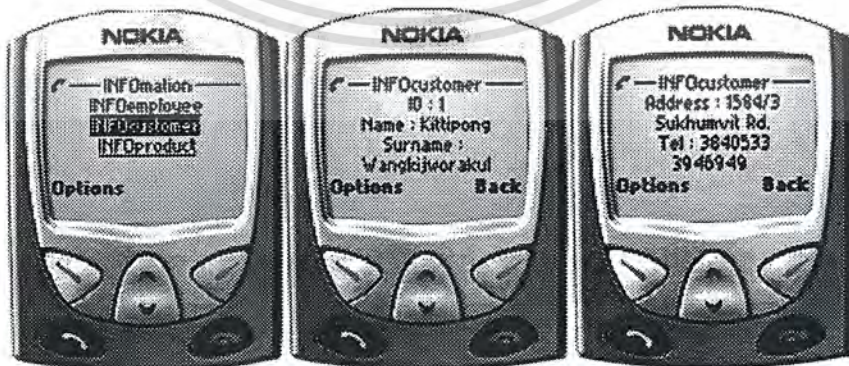 NOKIA
INFOmation
INFOemployee
INFOcustomer
INFOproduct
Options
NOKIA
INFOcustomer
ID : 1
Name : Kittipong
Surname :
Wangkijworakul
Options Back
NOKIA
INFOcustomer
Address : 1584/3
Sukhumvit Rd.
Tel : 3840533
3946949
Options Back